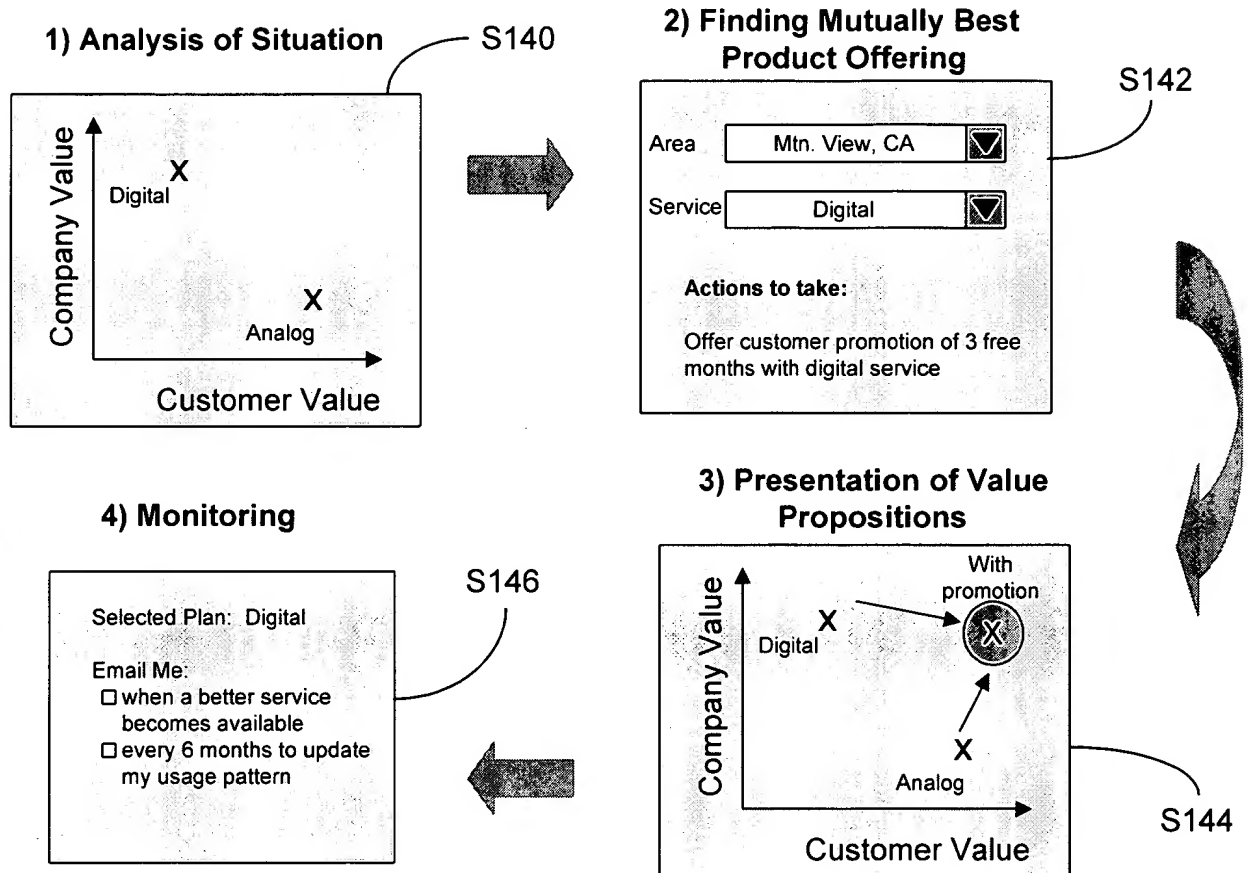 1) Analysis of Situation
S140
Company Value
X
Digital
X
Analog
Customer Value
2) Finding Mutually Best
Product Offering
S142
Area Mtn. View, CA
Service Digital
Actions to take:
Offer customer promotion of 3 free
months with digital service
3) Presentation of Value
Propositions
With
promotion
Company Value
X
Digital
X
X
Analog
Customer Value
S144
4) Monitoring
S146
Selected Plan: Digital
Email Me:
when a better service
becomes available
every 6 months to update
my usage pattern